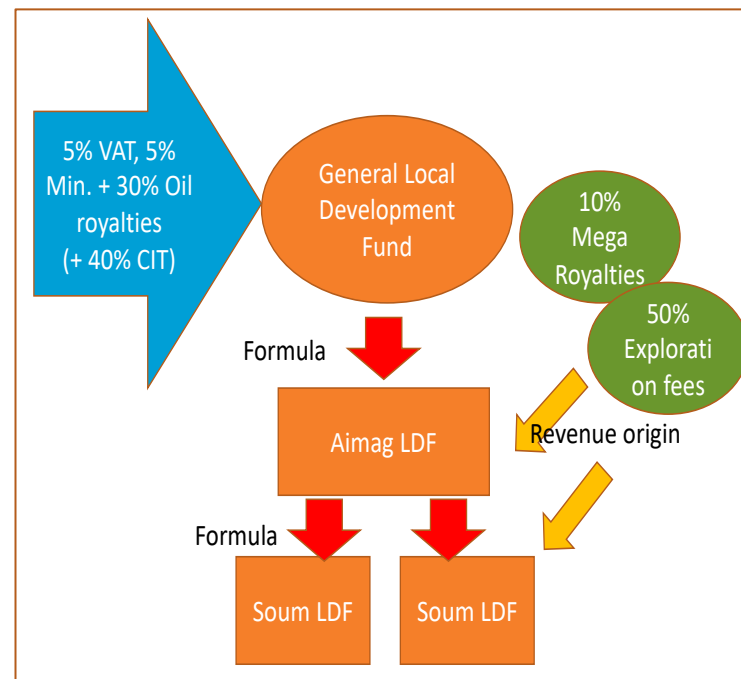 5% VAT, 5%
Min. + 30% Oil
royalties
(+ 40% CIT)
General Local
Development
Fund
10%
Mega
Royalties
50%
Explorati
on fees
Formula
Revenue origin
Aimag LDF
Formula
Soum LDF
Soum LDF